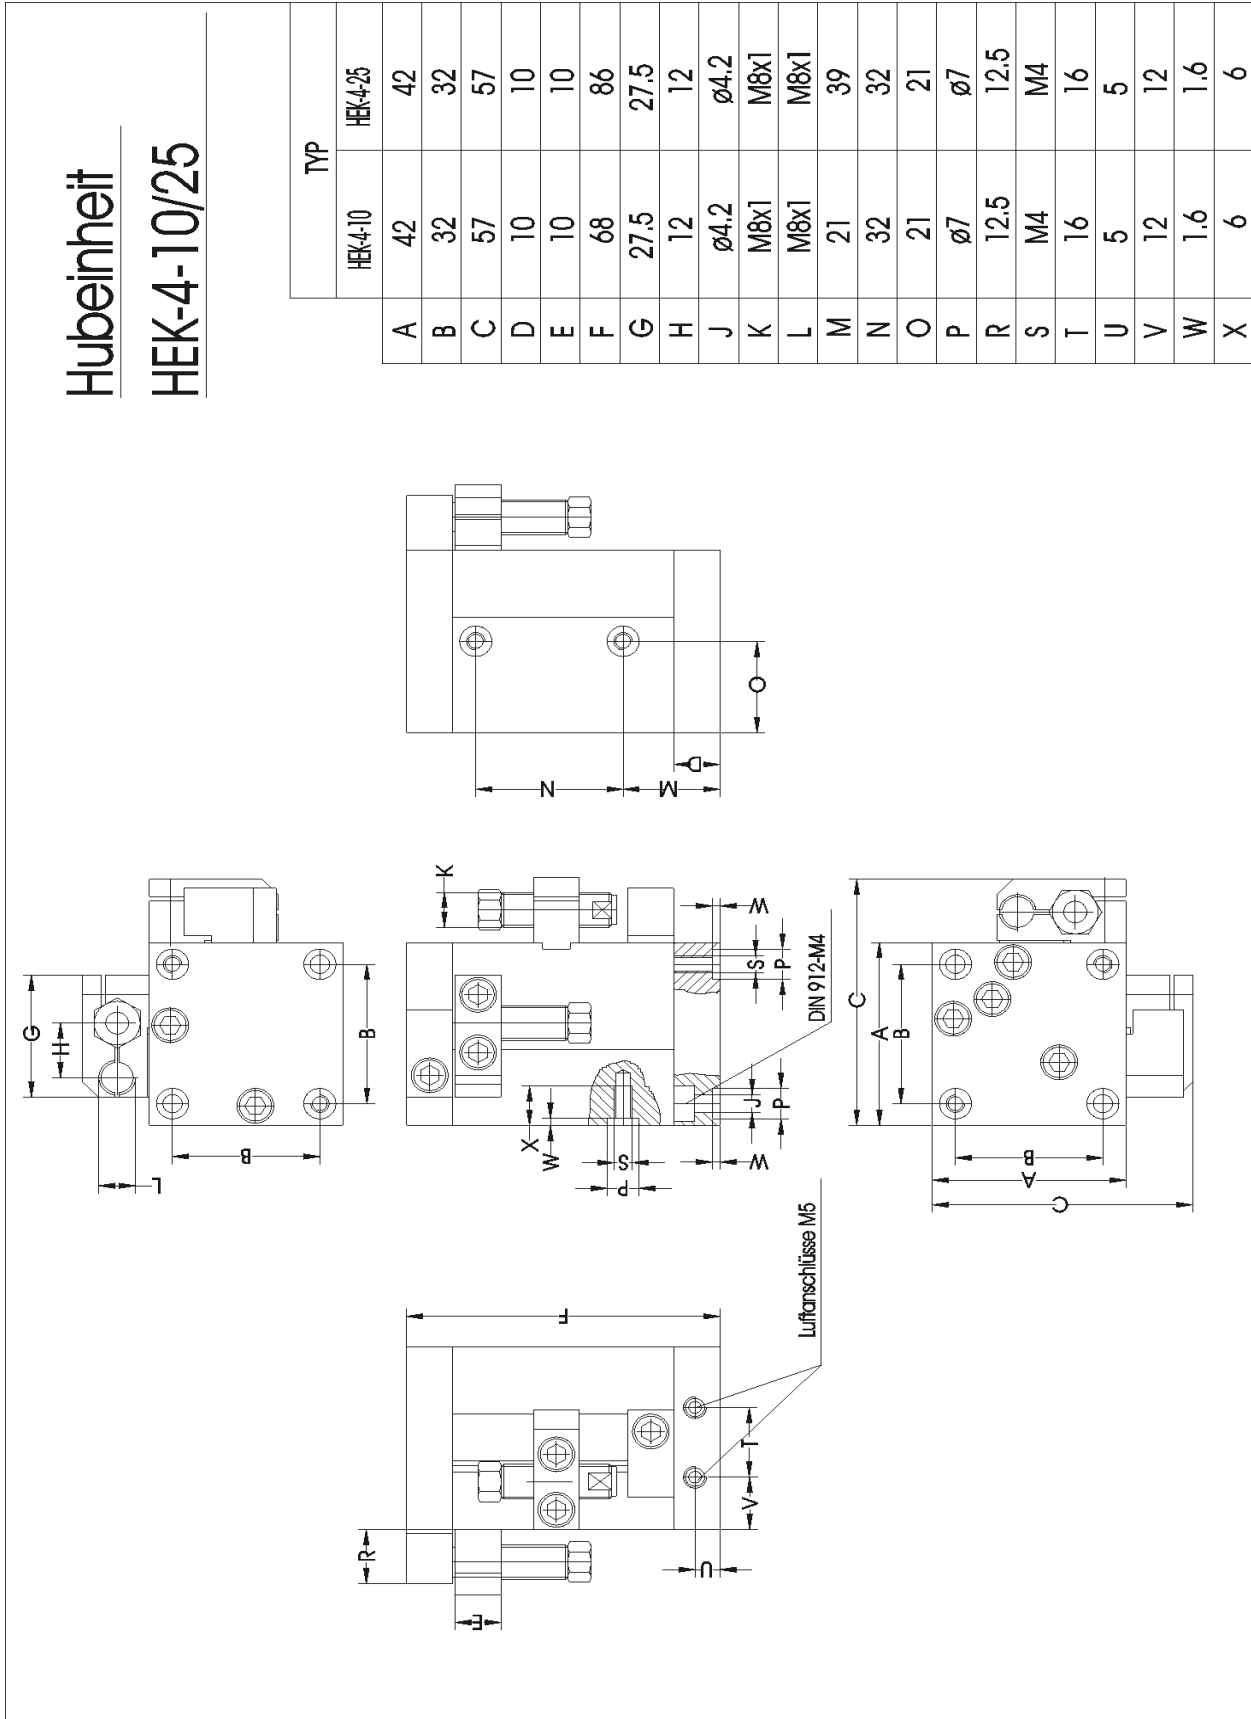 Hubeinheit
HEK-4-10/25
TYP
HEK-4-10 HEK-4-25
A 42 42
B 32 32
C 57 57
D 10 10
E 10 10
F 68 86
G 27.5 27.5
H 12 12
J ø4.2 ø4.2
K M8x1 M8x1
L M8x1 M8x1
M 21 39
N 32 32
O 21 21
P ø7 ø7
R 12.5 12.5
S M4 M4
T 16 16
U 5 5
V 12 12
W 1.6 1.6
X 6 6
N
M
D
O
G
H
B
B
L
K
W
S
P
DIN 912-M4
X
W
S
P
J
P
W
C
A
B
B
A
C
F
R
E
V
T
U
Luftanschlüsse M5